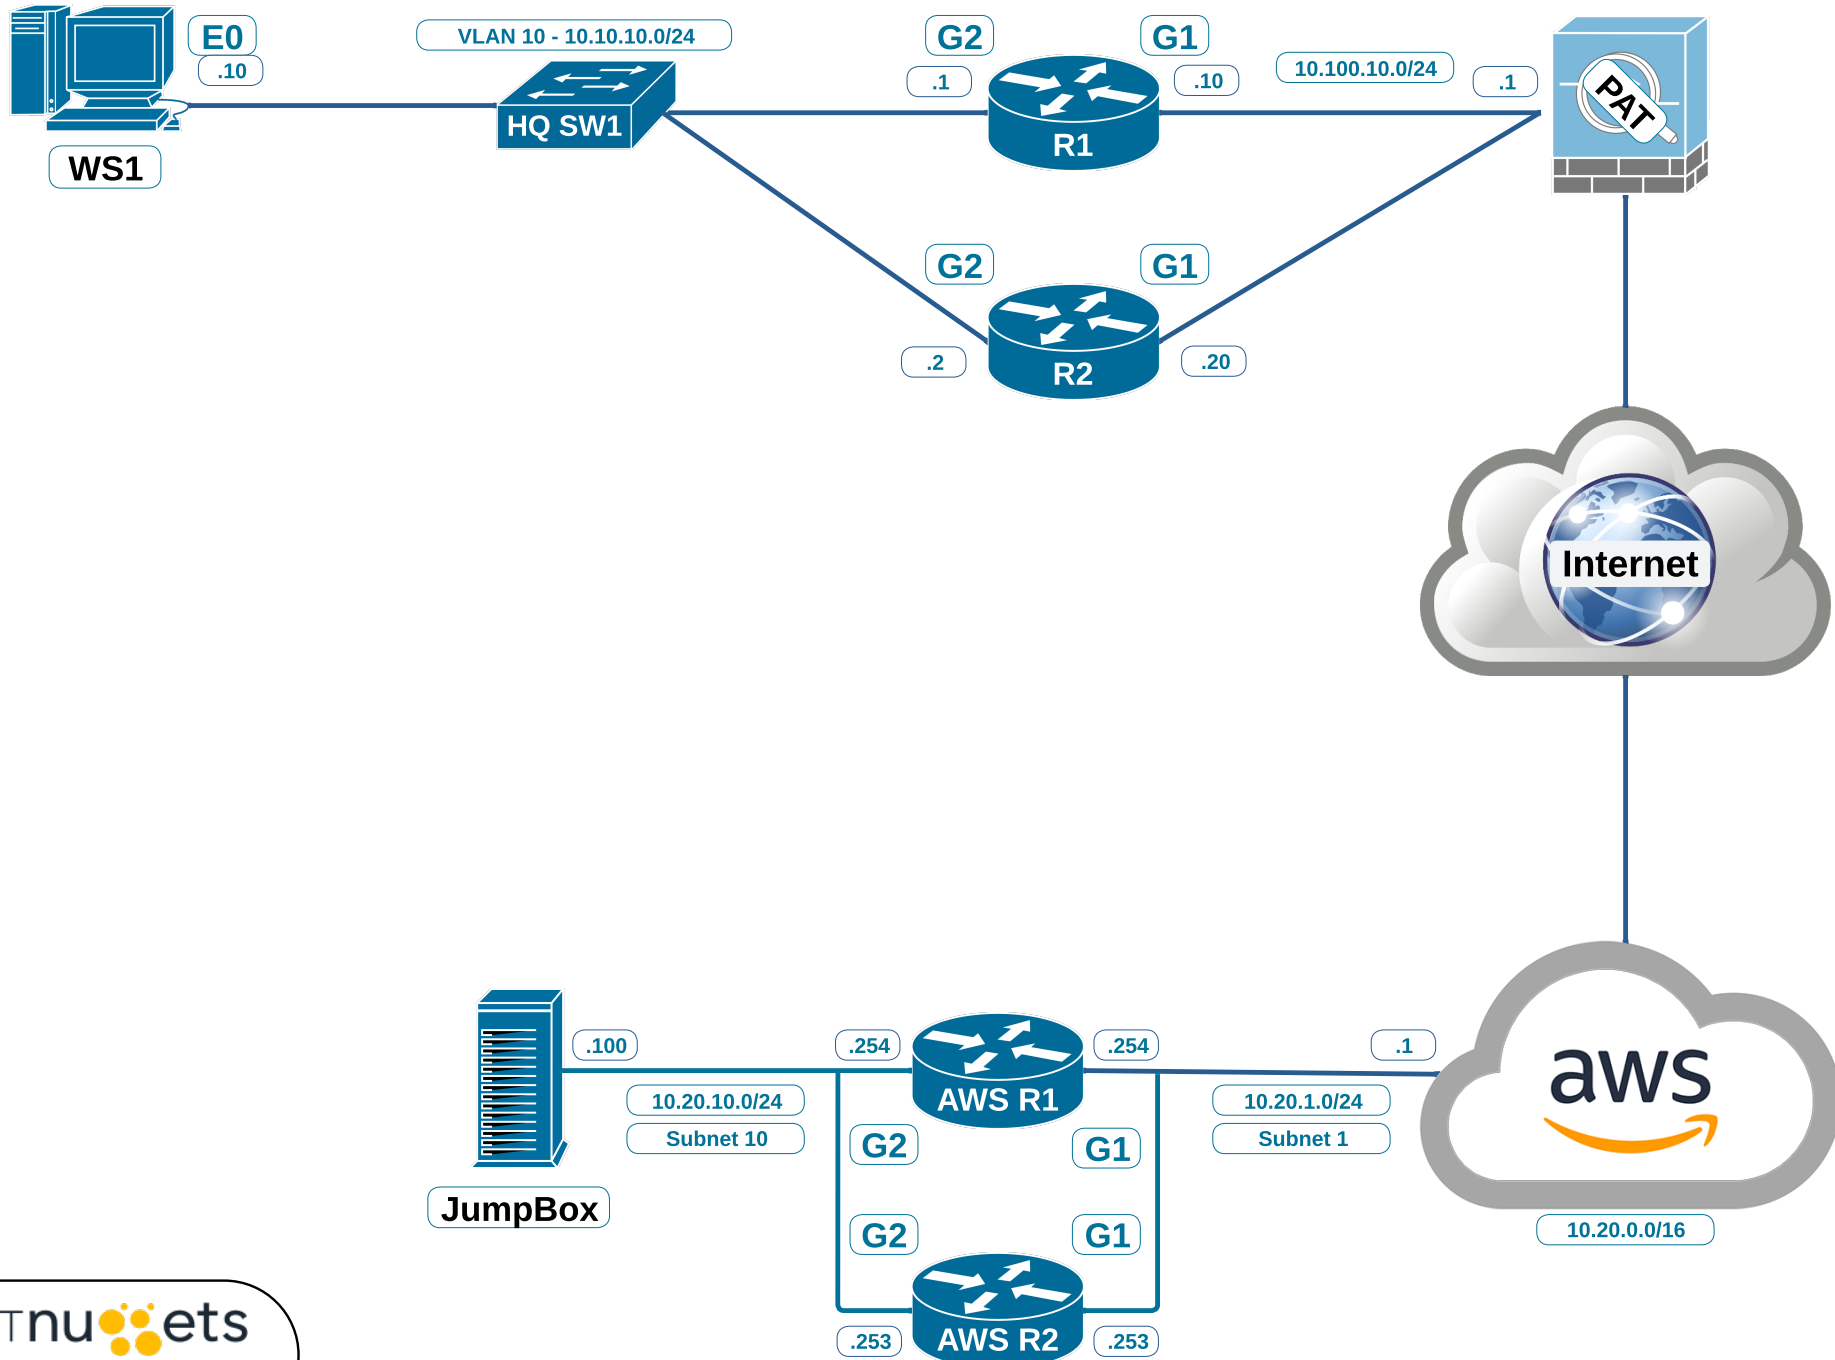 E0
.10
WS1
VLAN 10 - 10.10.10.0/24
HQ SW1
G2
G1
.1
.10
R1
10.100.10.0/24
.1
PAT
G2
G1
.2
.20
R2
Internet
.100
.254
.254
.1
AWS R1
10.20.10.0/24
Subnet 10
10.20.1.0/24
Subnet 1
aws
G2
G1
JumpBox
G2
G1
10.20.0.0/16
.253
AWS R2
.253
Tnuggets